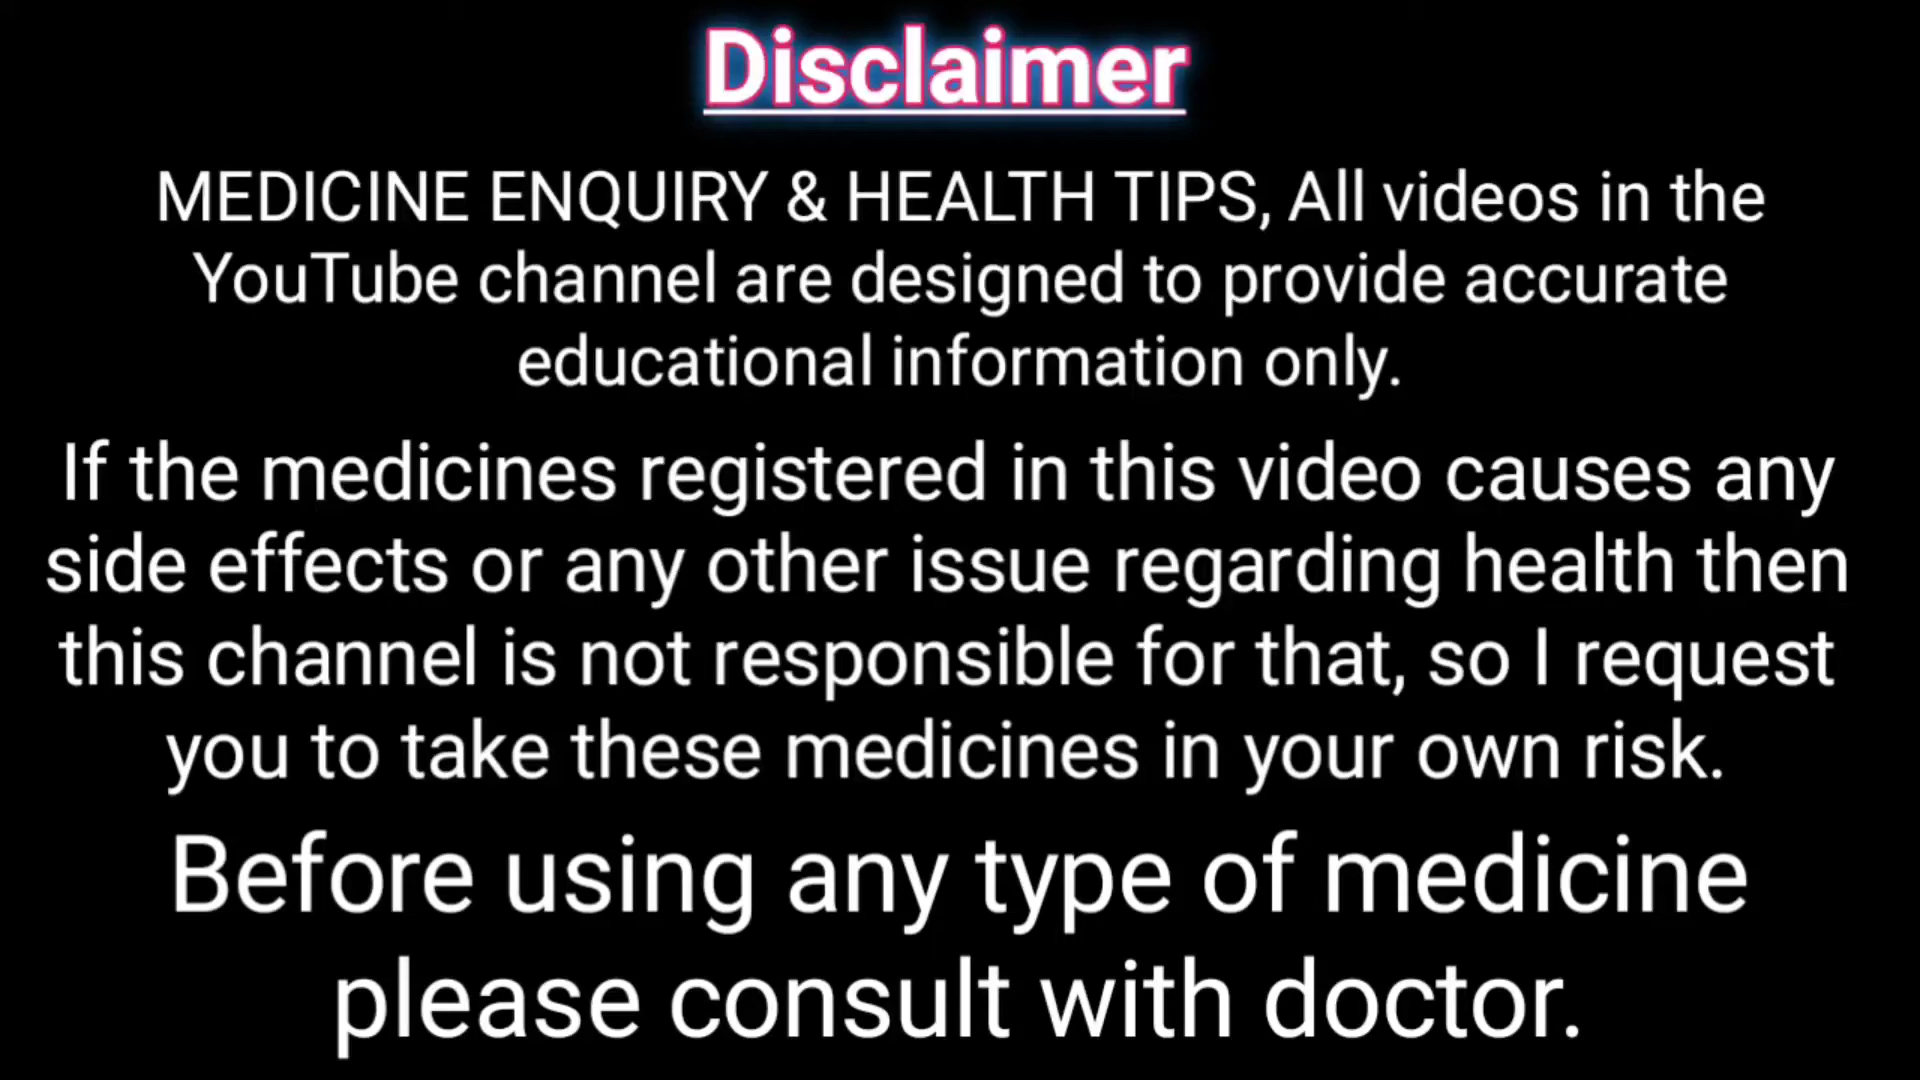 Disclaimer
MEDICINE ENQUIRY & HEALTH TIPS, All videos in the
YouTube channel are designed to provide accurate
educational information only.
If the medicines registered in this video causes any
side effects or any other issue regarding health then
this channel is not responsible for that, so I request
you to take these medicines in your own risk.
Before using any type of medicine
please consult with doctor.